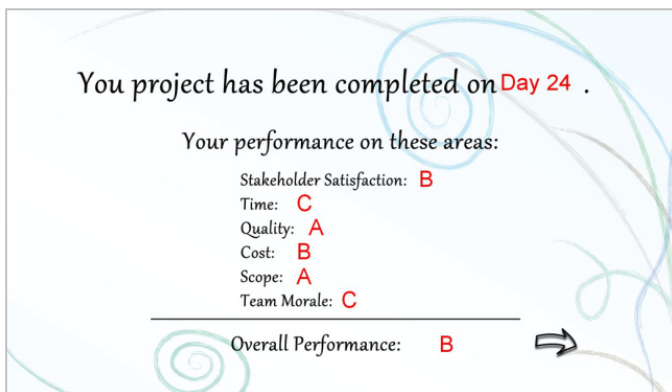 You project has been completed on Day 24 .
Your performance on these areas:
Stakeholder Satisfaction: B
Time: C
Quality: A
Cost: B
Scope: A
Team Morale: C
Overall Performance: B